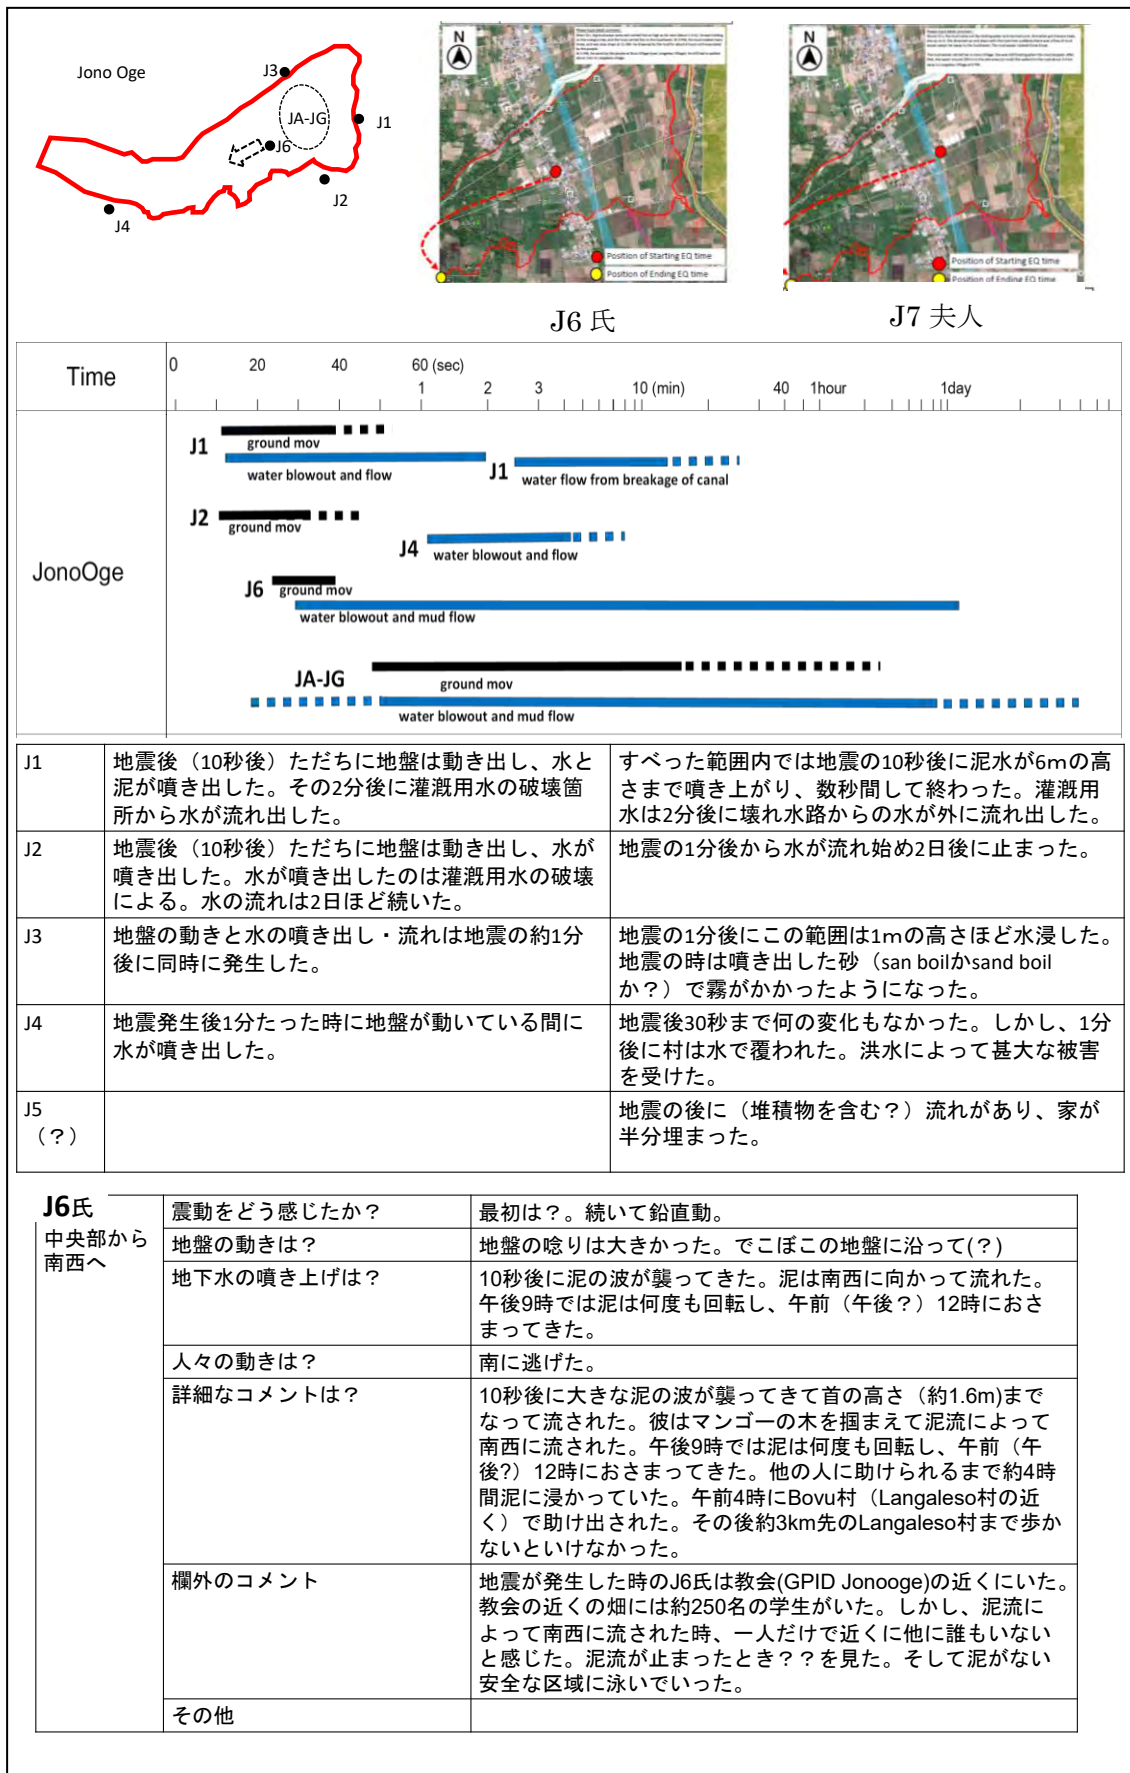 Jono Oge
J3
JA-JG
J1
J6
J2
J4
N
Position of Starting EQ time
Position of Ending EQ time
N
Position of Starting EQ time
Position of Ending EQ time
J6 氏
J7 夫人
Time
0 20 40 60 (sec)
1 2 3 10 (min) 40 1hour 1day
JonoOge
J1
ground mov
water blowout and flow
J1
water flow from breakage of canal
J2
ground mov
J4
water blowout and flow
J6
ground mov
water blowout and mud flow
JA-JG
ground mov
water blowout and mud flow
J1
地震後（10秒後）ただちに地盤は動き出し、水と
泥が噴き出した。その2分後に灌漑用水の破壊箇
所から水が流れ出した。
すべった範囲内では地震の10秒後に泥水が6mの高
さまで噴き上がり、数秒間して終わった。灌漑用
水は2分後に壊れ水路からの水が外に流れ出した。
J2
地震後（10秒後）ただちに地盤は動き出し、水が
噴き出した。水が噴き出したのは灌漑用水の破壊
による。水の流れは2日ほど続いた。
地震の1分後から水が流れ始め2日後に止まった。
J3
地盤の動きと水の噴き出し・流れは地震の約1分
後に同時に発生した。
地震の1分後にこの範囲は1mの高さほど水浸した。
地震の時は噴き出した砂（san boilかsand boil
か？）で霧がかかったようになった。
J4
地震発生後1分たった時に地盤が動いている間に
水が噴き出した。
地震後30秒まで何の変化もなかった。しかし、1分
後に村は水で覆われた。洪水によって甚大な被害
を受けた。
J5
（？）
地震の後に（堆積物を含む？）流れがあり、家が
半分埋まった。
J6氏
中央部から
南西へ
震動をどう感じたか？
最初は？。続いて鉛直動。
地盤の動きは？
地盤の唸りは大きかった。でこぼこの地盤に沿って(？)
地下水の噴き上げは？
10秒後に泥の波が襲ってきた。泥は南西に向かって流れた。
午後9時では泥は何度も回転し、午前（午後？）12時におさ
まってきた。
人々の動きは？
南に逃げた。
詳細なコメントは？
10秒後に大きな泥の波が襲ってきて首の高さ（約1.6m)まで
なって流された。彼はマンゴーの木を掴まえて泥流によって
南西に流された。午後9時では泥は何度も回転し、午前（午
後?）12時におさまってきた。他の人に助けられるまで約4時
間泥に浸かっていた。午前4時にBovu村（Langaleso村の近
く）で助け出された。その後約3km先のLangaleso村まで歩か
ないといけなかった。
欄外のコメント
地震が発生した時のJ6氏は教会(GPID Jonooge)の近くにいた。
教会の近くの畑には約250名の学生がいた。しかし、泥流に
よって南西に流された時、一人だけで近くに他に誰もいない
と感じた。泥流が止まったとき？？を見た。そして泥がない
安全な区域に泳いでいった。
その他